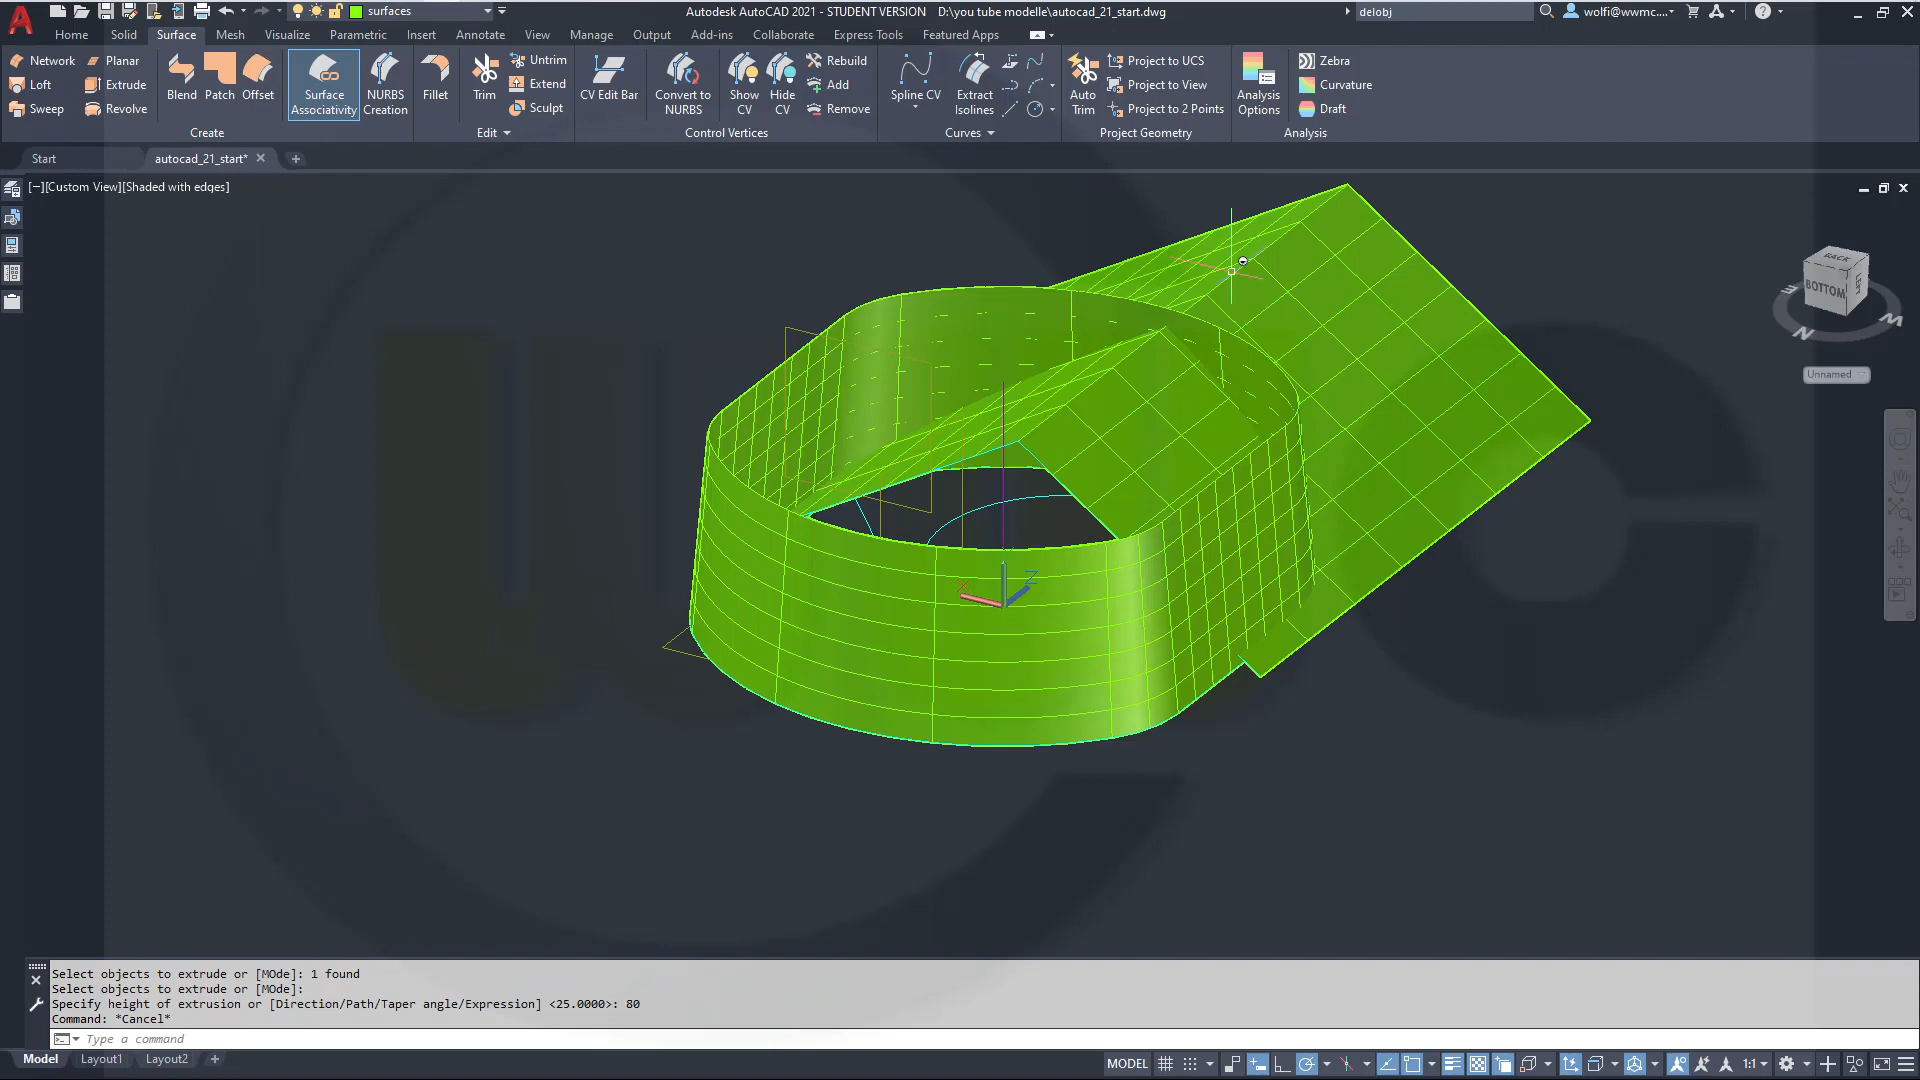 surfaces
Autodesk AutoCAD 2021 - STUDENT VERSION D:\you tube modelle\autocad_21_start.dwg
delobj
wolfi@wwmc....
Home Solid Surface Mesh Visualize Parametric Insert Annotate View Manage Output Add-ins Collaborate Express Tools Featured Apps
Network Planar
Loft Extrude
Sweep Revolve
Blend Patch Offset
Surface Associativity
NURBS Creation
Fillet
Trim
Untrim
Extend
Sculpt
CV Edit Bar
Convert to NURBS
Show CV
Hide CV
Rebuild
Add
Remove
Spline CV
Extract Isolines
Auto Trim
Project to UCS
Project to View
Project to 2 Points
Analysis Options
Zebra
Curvature
Draft
Create Edit Control Vertices Curves Project Geometry Analysis
Start autocad_21_start*
[−][Custom View][Shaded with edges]
BACK
BOTTOM
N
Unnamed
X
Z
Select objects to extrude or [MOde]: 1 found
Select objects to extrude or [MOde]:
Specify height of extrusion or [Direction/Path/Taper angle/Expression] <25.0000>: 80
Command: *Cancel*
Type a command
Model Layout1 Layout2
MODEL 1:1